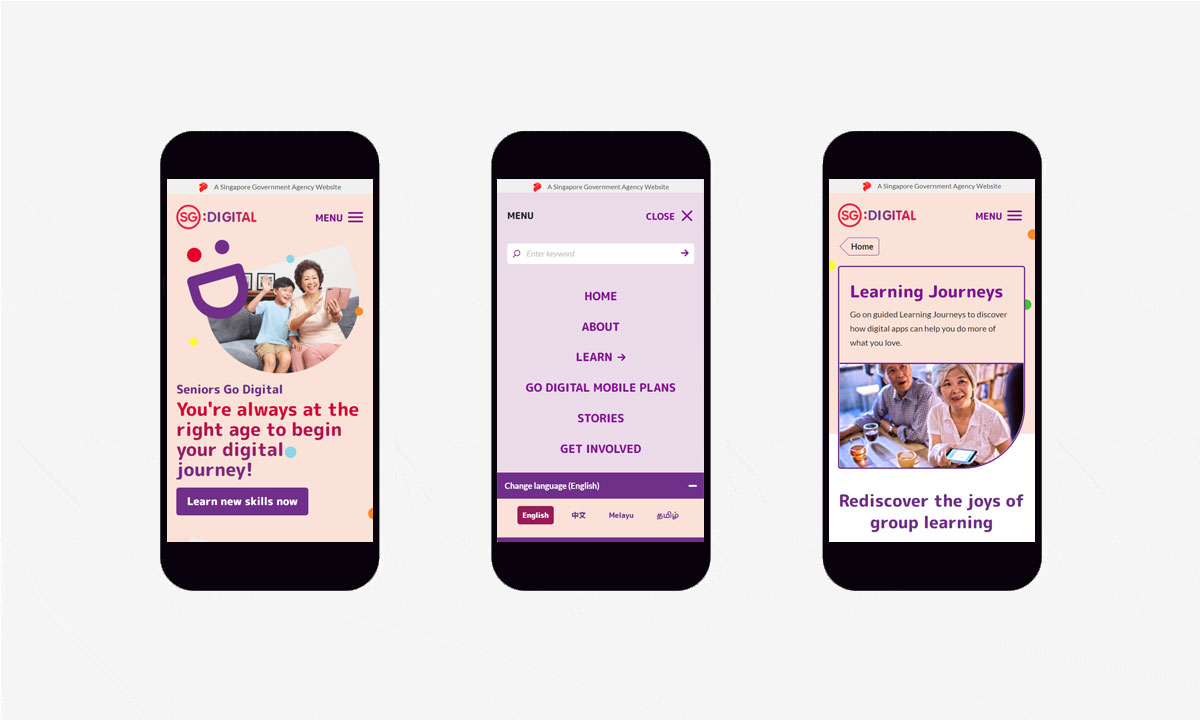 A Singapore Government Agency Website
SG:DIGITAL
MENU
Seniors Go Digital
You're always at the
right age to begin
your digital
journey!
Learn new skills now
A Singapore Government Agency Website
MENU
CLOSE
Enter keyword
HOME
ABOUT
LEARN →
GO DIGITAL MOBILE PLANS
STORIES
GET INVOLVED
Change language (English)
English 中文 Melayu தமிழ்
A Singapore Government Agency Website
SG:DIGITAL
MENU
Home
Learning Journeys
Go on guided Learning Journeys to discover
how digital apps can help you do more of
what you love.
Rediscover the joys of
group learning